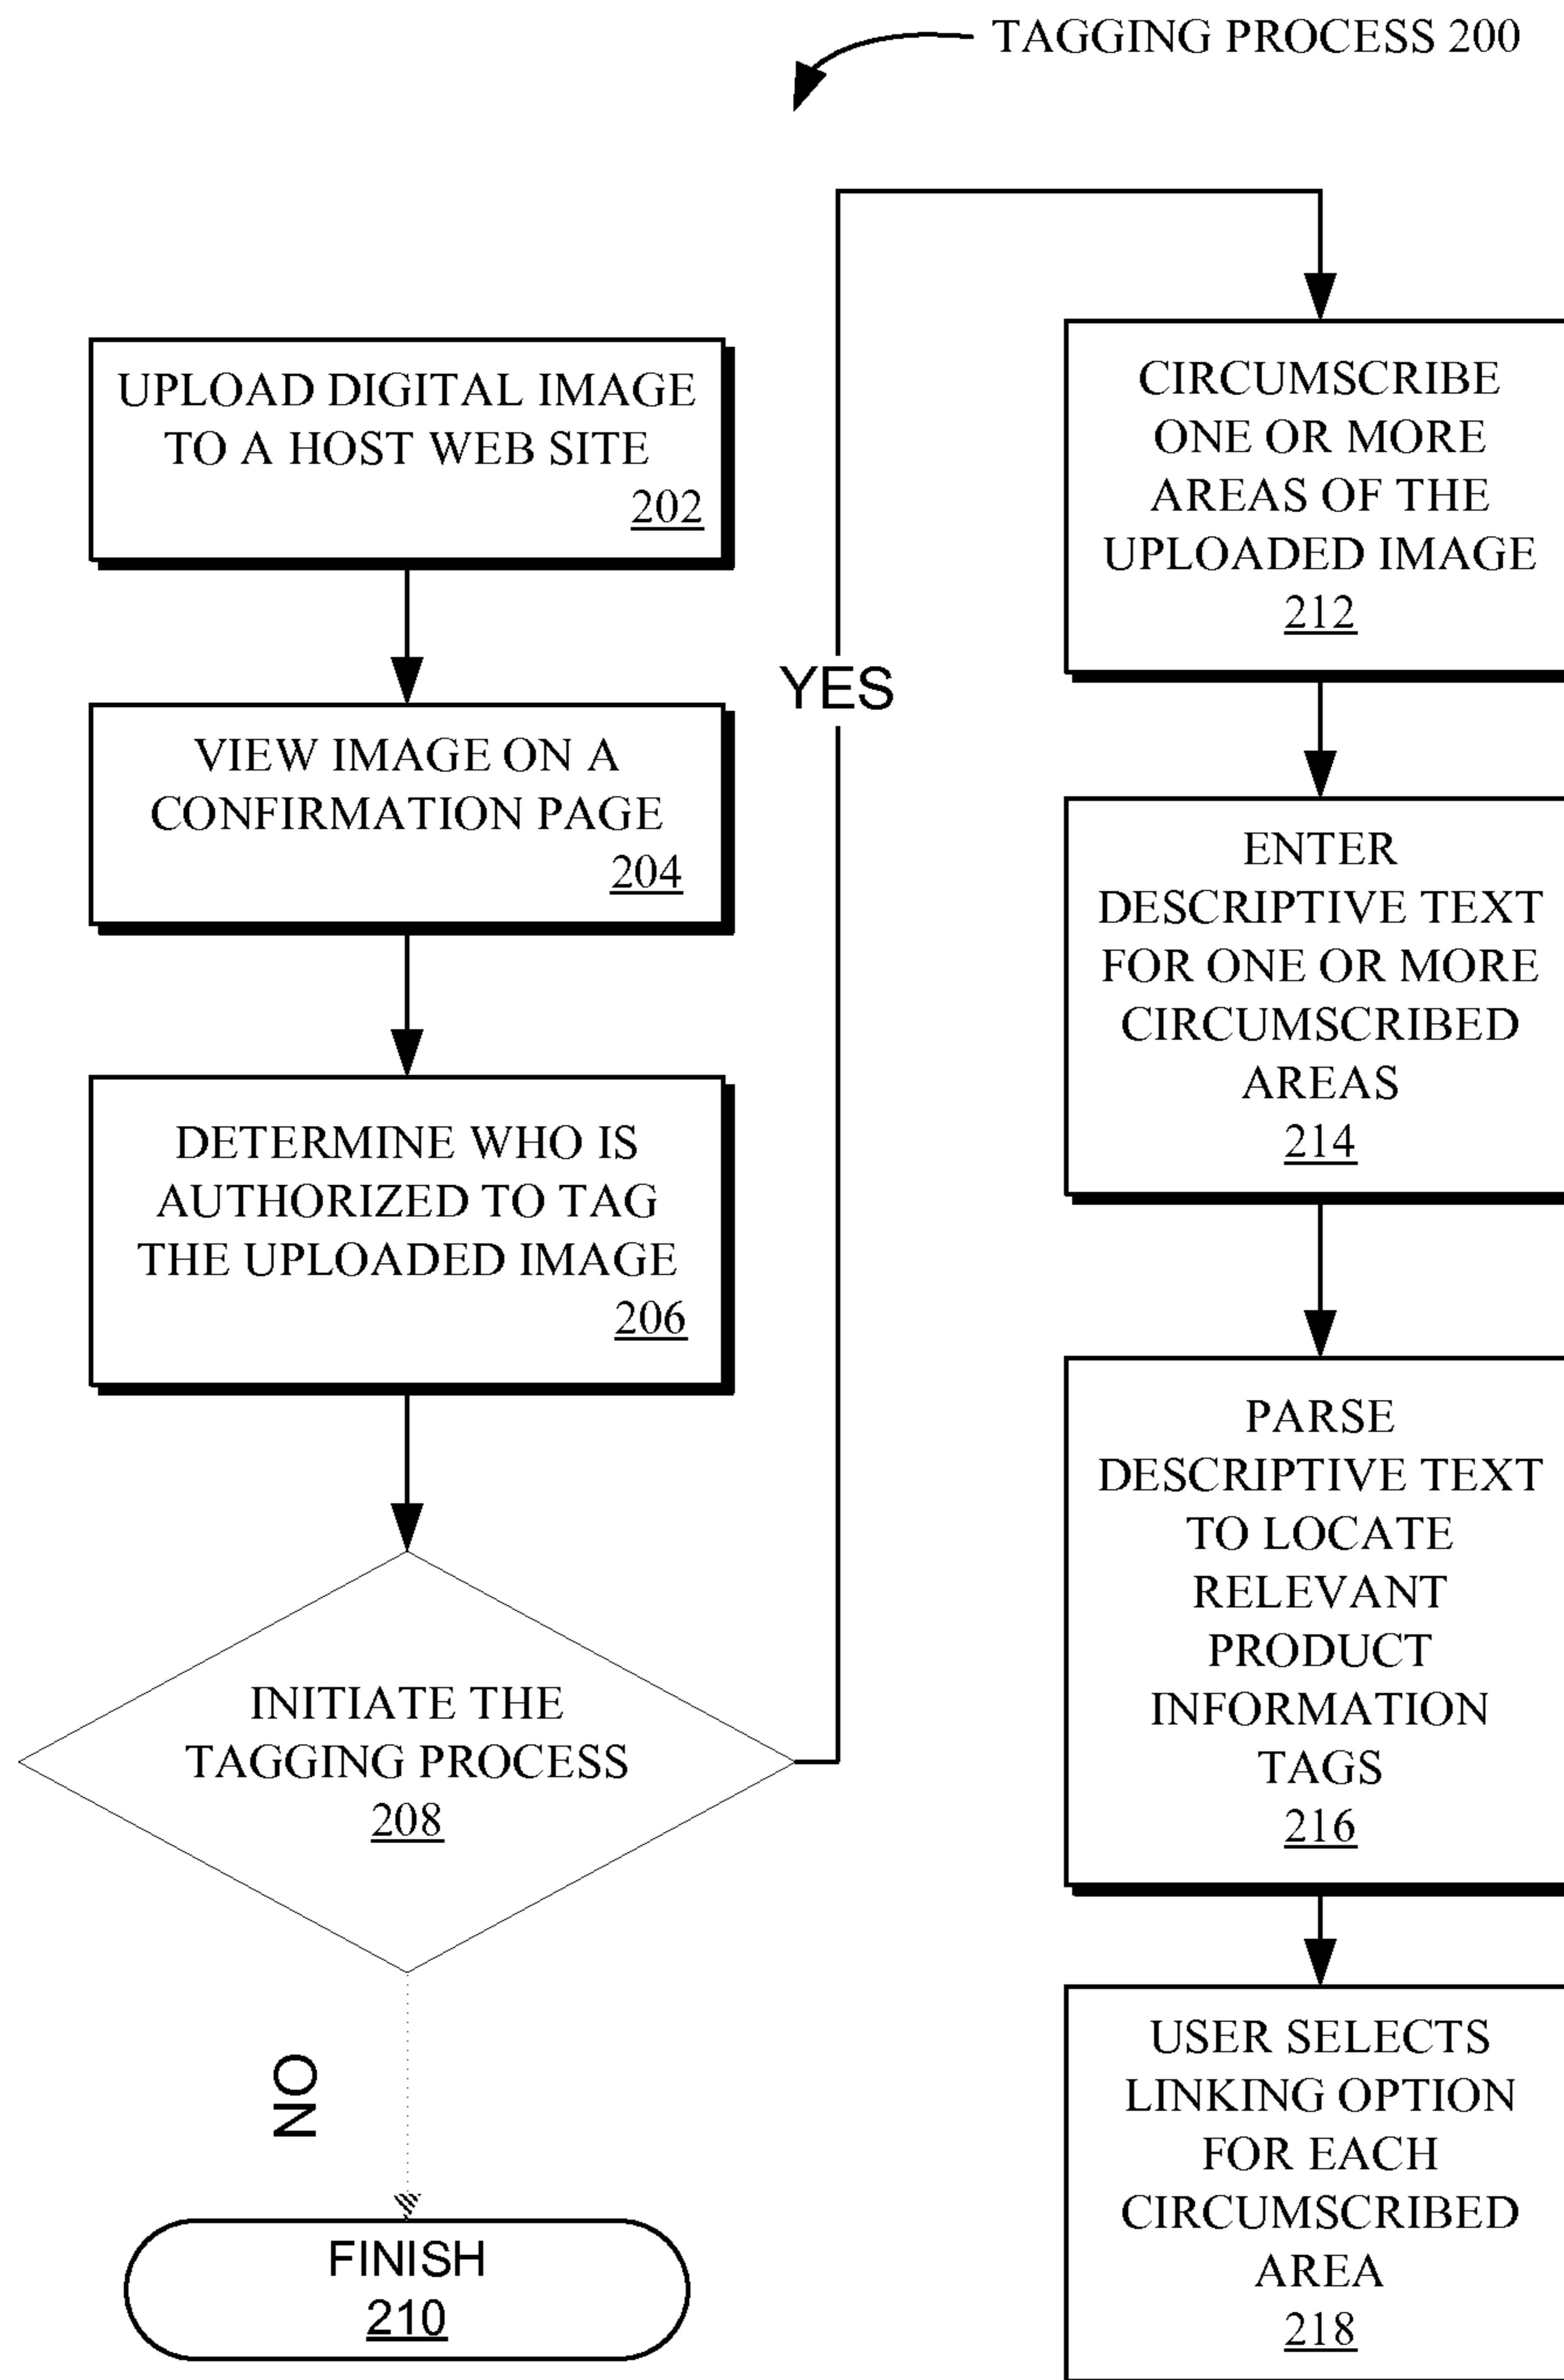 TAGGING PROCESS 200
UPLOAD DIGITAL IMAGE
TO A HOST WEB SITE
202
VIEW IMAGE ON A
CONFIRMATION PAGE
204
DETERMINE WHO IS
AUTHORIZED TO TAG
THE UPLOADED IMAGE
206
INITIATE THE
TAGGING PROCESS
208
NO
FINISH
210
YES
CIRCUMSCRIBE
ONE OR MORE
AREAS OF THE
UPLOADED IMAGE
212
ENTER
DESCRIPTIVE TEXT
FOR ONE OR MORE
CIRCUMSCRIBED
AREAS
214
PARSE
DESCRIPTIVE TEXT
TO LOCATE
RELEVANT
PRODUCT
INFORMATION
TAGS
216
USER SELECTS
LINKING OPTION
FOR EACH
CIRCUMSCRIBED
AREA
218